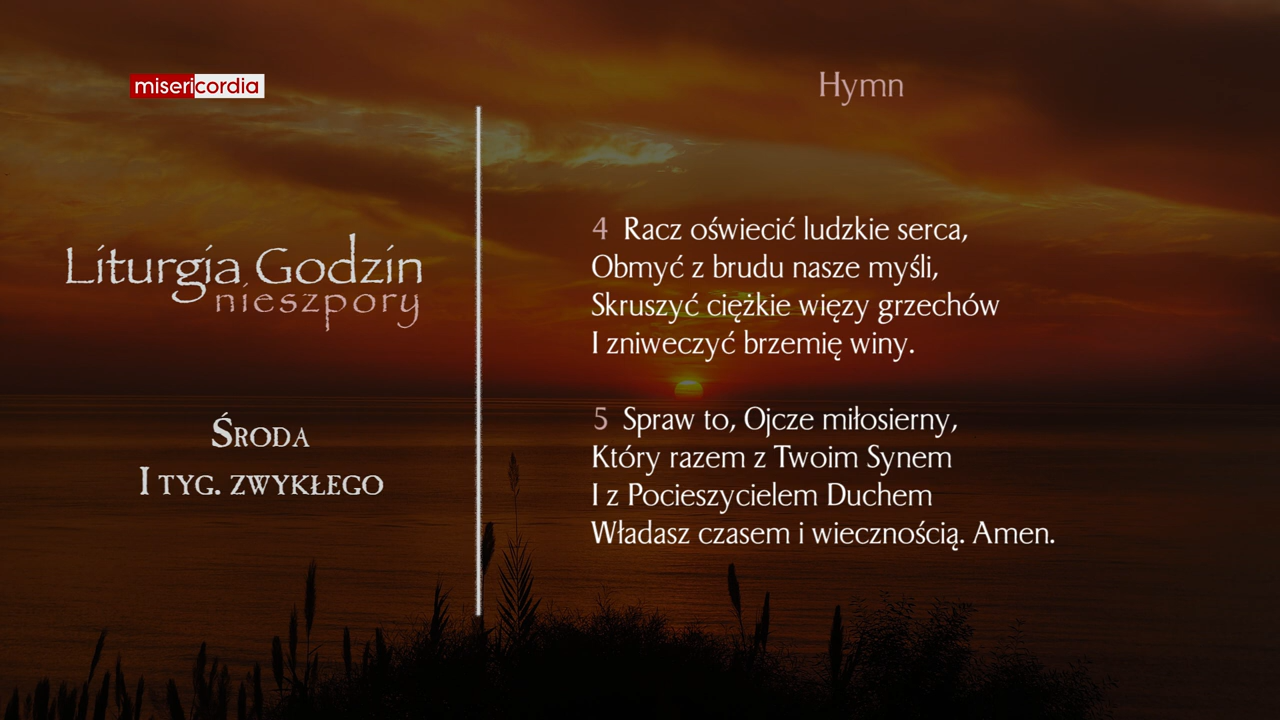 misericordia
Hymn
Liturgia Godzin
nieszpory
Środa
I tyg. zwykłego
4 Racz oświecić ludzkie serca,
Obmyć z brudu nasze myśli,
Skruszyć ciężkie więzy grzechów
I zniweczyć brzemię winy.
5 Spraw to, Ojcze miłosierny,
Który razem z Twoim Synem
I z Pocieszycielem Duchem
Władasz czasem i wiecznością. Amen.